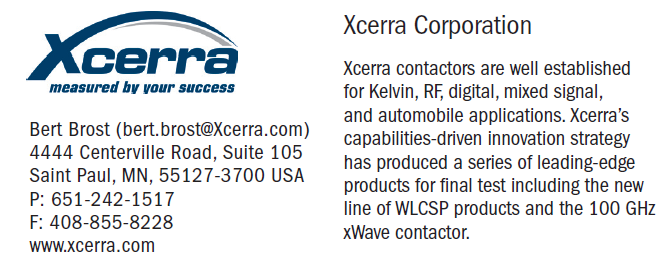 Xcerra
measured by your success
Bert Brost (bert.brost@Xcerra.com)
4444 Centerville Road, Suite 105
Saint Paul, MN, 55127-3700 USA
P: 651-242-1517
F: 408-855-8228
www.xcerra.com
Xcerra Corporation
Xcerra contactors are well established
for Kelvin, RF, digital, mixed signal,
and automobile applications. Xcerra’s
capabilities-driven innovation strategy
has produced a series of leading-edge
products for final test including the new
line of WLCSP products and the 100 GHz
xWave contactor.